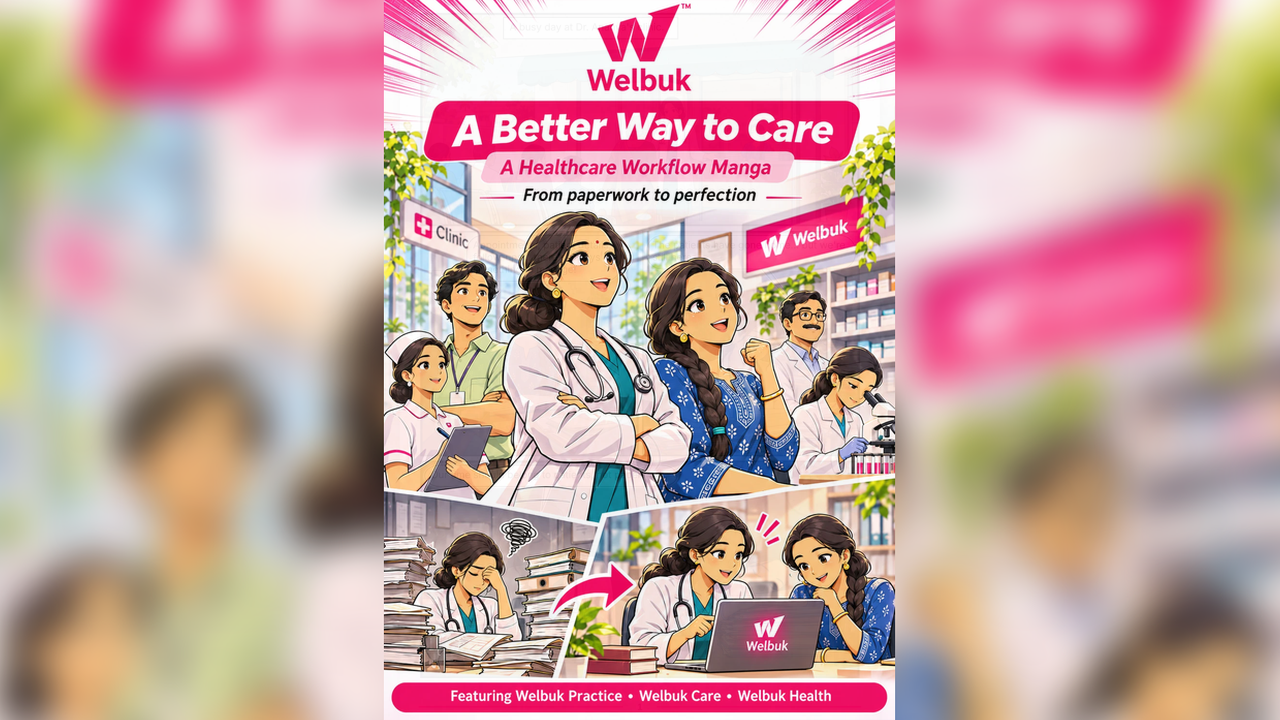 Welbuk
TM
A Better Way to Care
A Healthcare Workflow Manga
From paperwork to perfection
Clinic
Welbuk
Welbuk
Featuring Welbuk Practice • Welbuk Care • Welbuk Health